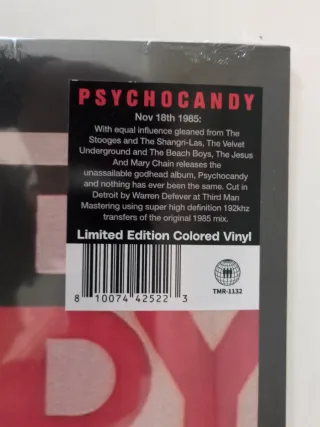 PSYCHOCANDY
Nov 18th 1985:
With equal influence gleaned from The
Stooges and The Shangri-Las, The Velvet
Underground and The Beach Boys, The Jesus
And Mary Chain releases the
unassailable godhead album, Psychocandy
and nothing has ever been the same. Cut in
Detroit by Warren Defever at Third Man
Mastering using super high definition 192khz
transfers of the original 1985 mix.
Limited Edition Colored Vinyl
8 10074 42522 3
TMR-1132
DY